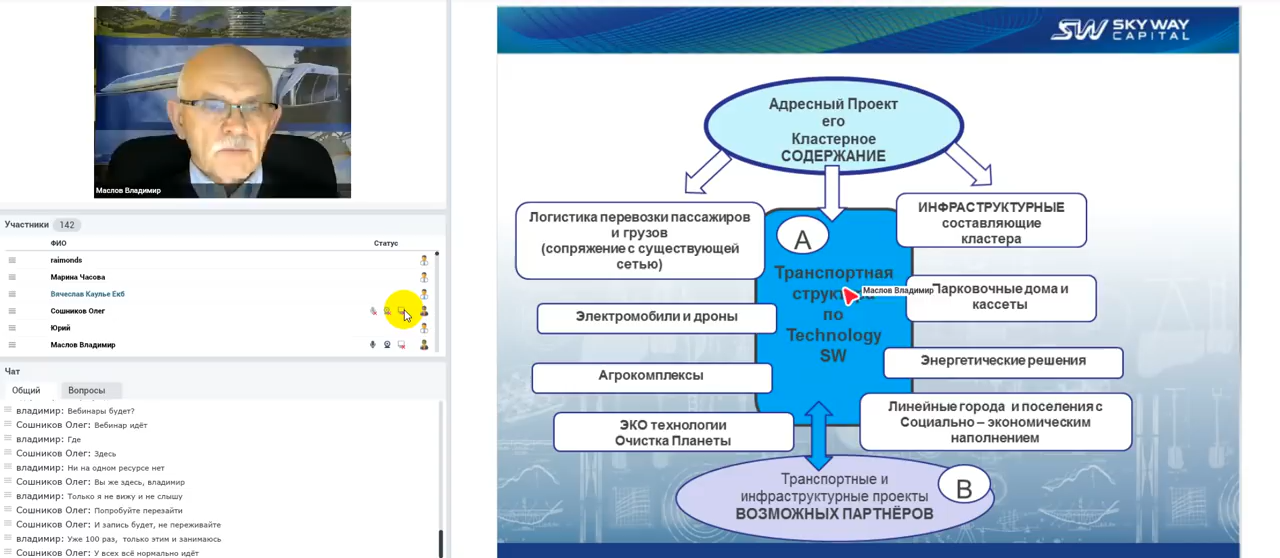 Маслов Владимир
Участники 142
ФИО Статус
raimonds
Марина Часова
Вячеслав Каулье Екб
Сошников Олег
Юрий
Маслов Владимир
Чат
Общий Вопросы
владимир: Вебинары будет?
Сошников Олег: Вебинар идёт
владимир: Где
Сошников Олег: Здесь
владимир: Ни на одном ресурсе нет
Сошников Олег: Вы же здесь, владимир
владимир: Только я не вижу и не слышу
Сошников Олег: Попробуйте перезайти
Сошников Олег: И запись будет, не переживайте
владимир: Уже 100 раз, только этим и занимаюсь
Сошников Олег: У всех всё нормально идёт
SW SKY WAY
CAPITAL
Адресный Проект
его
Кластерное
СОДЕРЖАНИЕ
Логистика перевозки пассажиров
и грузов
(сопряжение с существующей
сетью)
Электромобили и дроны
Агрокомплексы
ЭКО технологии
Очистка Планеты
A
Транспортная
структура
по
Technology
SW
Маслов Владимир
ИНФРАСТРУКТУРНЫЕ
составляющие
кластера
Парковочные дома и
кассеты
Энергетические решения
Линейные города и поселения с
Социально – экономическим
наполнением
Транспортные и
инфраструктурные проекты
ВОЗМОЖНЫХ ПАРТНЁРОВ
B